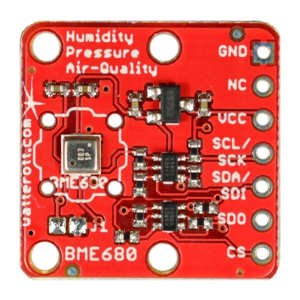 Humidity
Pressure
Air-Quality
GND
NC
VCC
SCL/
SCK
SDA/
SDI
SDO
CS
watterott.com
BME680
J1
BME680